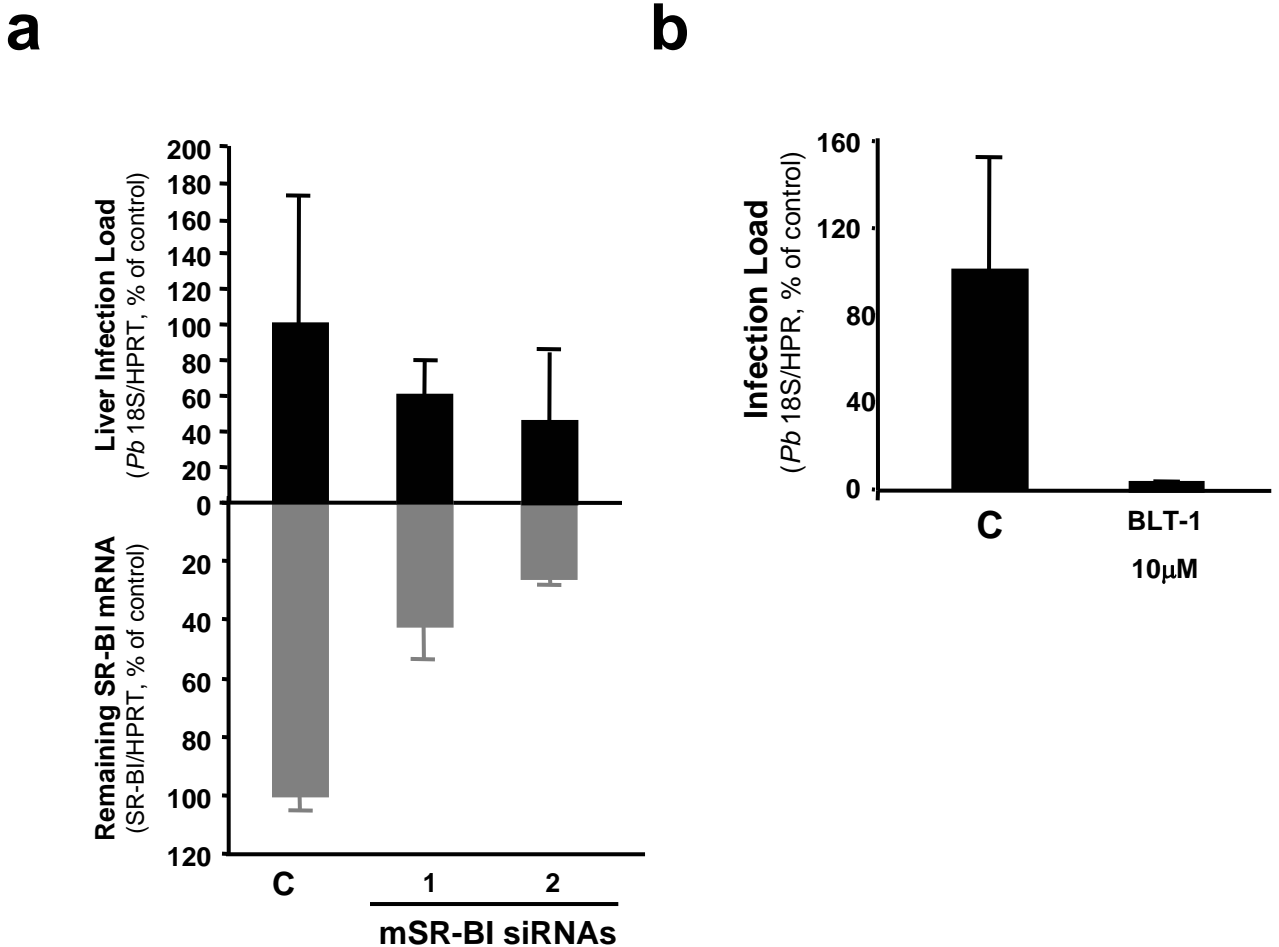 a
Liver Infection Load
(Pb 18S/HPRT, % of control)
200
180
160
140
120
100
80
60
40
20
0
Remaining SR-BI mRNA
(SR-BI/HPRT, % of control)
20
40
60
80
100
120
C
1
2
mSR-BI siRNAs
b
Infection Load
(Pb 18S/HPR, % of control)
160
120
80
40
0
C
BLT-1
10μM